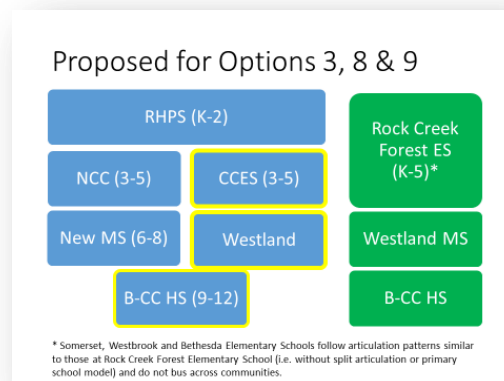 Proposed for Options 3, 8 & 9
RHPS (K-2)
NCC (3-5)
CCES (3-5)
New MS (6-8)
Westland
B-CC HS (9-12)
Rock Creek
Forest ES
(K-5)*
Westland MS
B-CC HS
* Somerset, Westbrook and Bethesda Elementary Schools follow articulation patterns similar
to those at Rock Creek Forest Elementary School (i.e. without split articulation or primary
school model) and do not bus across communities.